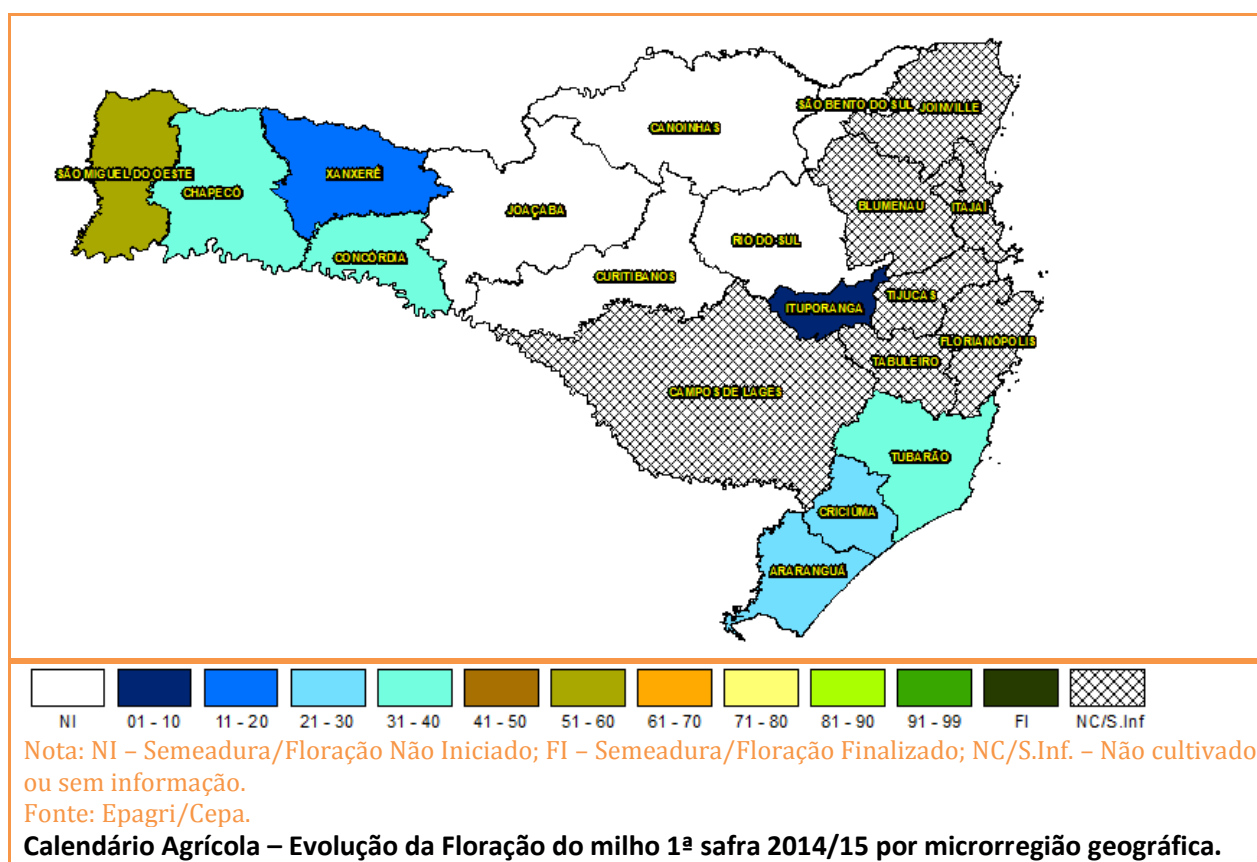 CANOINHAS
SÃO BENTO DO SUL
JOINVILLE
SÃO MIGUEL DO OESTE
CHAPECÓ
XANXERÊ
JOAÇABA
BLUMENAU
ITAJAÍ
CONCÓRDIA
RIO DO SUL
CURITIBANOS
ITUPORANGA
TIJUCAS
FLORIANÓPOLIS
TABULEIRO
CAMPOS DE LAGES
TUBARÃO
CRICIÚMA
ARARANGUÁ
NI 01 - 10 11 - 20 21 - 30 31 - 40 41 - 50 51 - 60 61 - 70 71 - 80 81 - 90 91 - 99 FI NC/S.Inf
Nota: NI – Semeadura/Floração Não Iniciado; FI – Semeadura/Floração Finalizado; NC/S.Inf. – Não cultivado
ou sem informação.
Fonte: Epagri/Cepa.
Calendário Agrícola – Evolução da Floração do milho 1ª safra 2014/15 por microrregião geográfica.